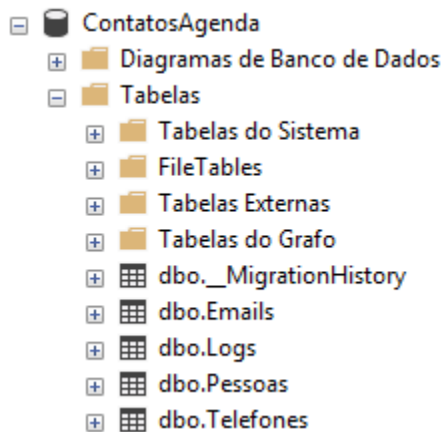 ContatosAgenda
Diagramas de Banco de Dados
Tabelas
Tabelas do Sistema
FileTables
Tabelas Externas
Tabelas do Grafo
dbo.__MigrationHistory
dbo.Emails
dbo.Logs
dbo.Pessoas
dbo.Telefones